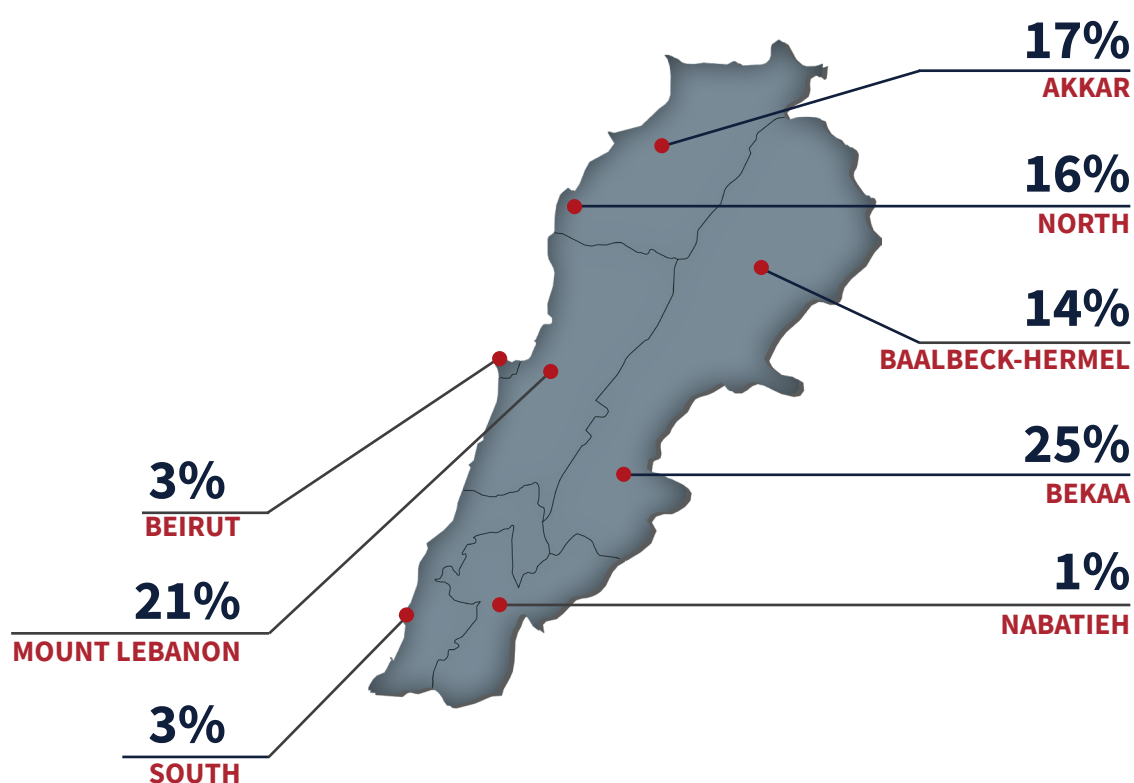 17%
AKKAR
16%
NORTH
14%
BAALBECK-HERMEL
25%
BEKAA
1%
NABATIEH
3%
BEIRUT
21%
MOUNT LEBANON
3%
SOUTH